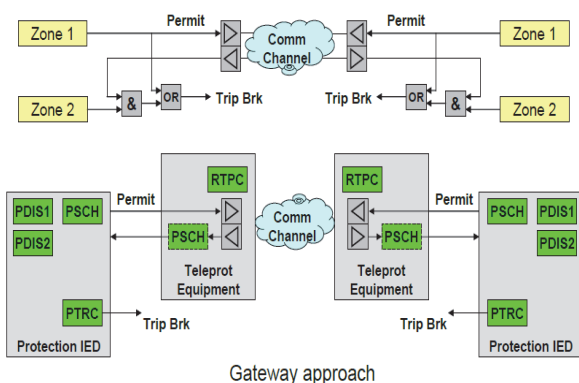 Zone 1
Permit
Comm
Channel
Permit
Zone 1
Zone 2
&
OR
Trip Brk
Trip Brk
OR
&
Zone 2
PDIS1
PSCH
PDIS2
PTRC
Protection IED
Permit
Trip Brk
RTPC
PSCH
Teleprot
Equipment
Comm
Channel
RTPC
PSCH
Teleprot
Equipment
Permit
Trip Brk
PSCH
PDIS1
PDIS2
PTRC
Protection IED
Gateway approach